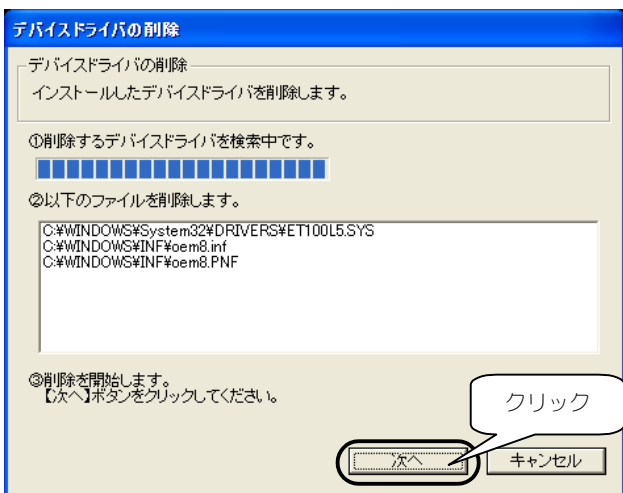 デバイスドライバの削除
デバイスドライバの削除
インストールしたデバイスドライバを削除します。
①削除するデバイスドライバを検索中です。
②以下のファイルを削除します。
C:¥WINDOWS¥System32¥DRIVERS¥ET100L5.SYS
C:¥WINDOWS¥INF¥oem8.inf
C:¥WINDOWS¥INF¥oem8.PNF
③削除を開始します。
【次へ】ボタンをクリックしてください。
クリック
次へ
キャンセル